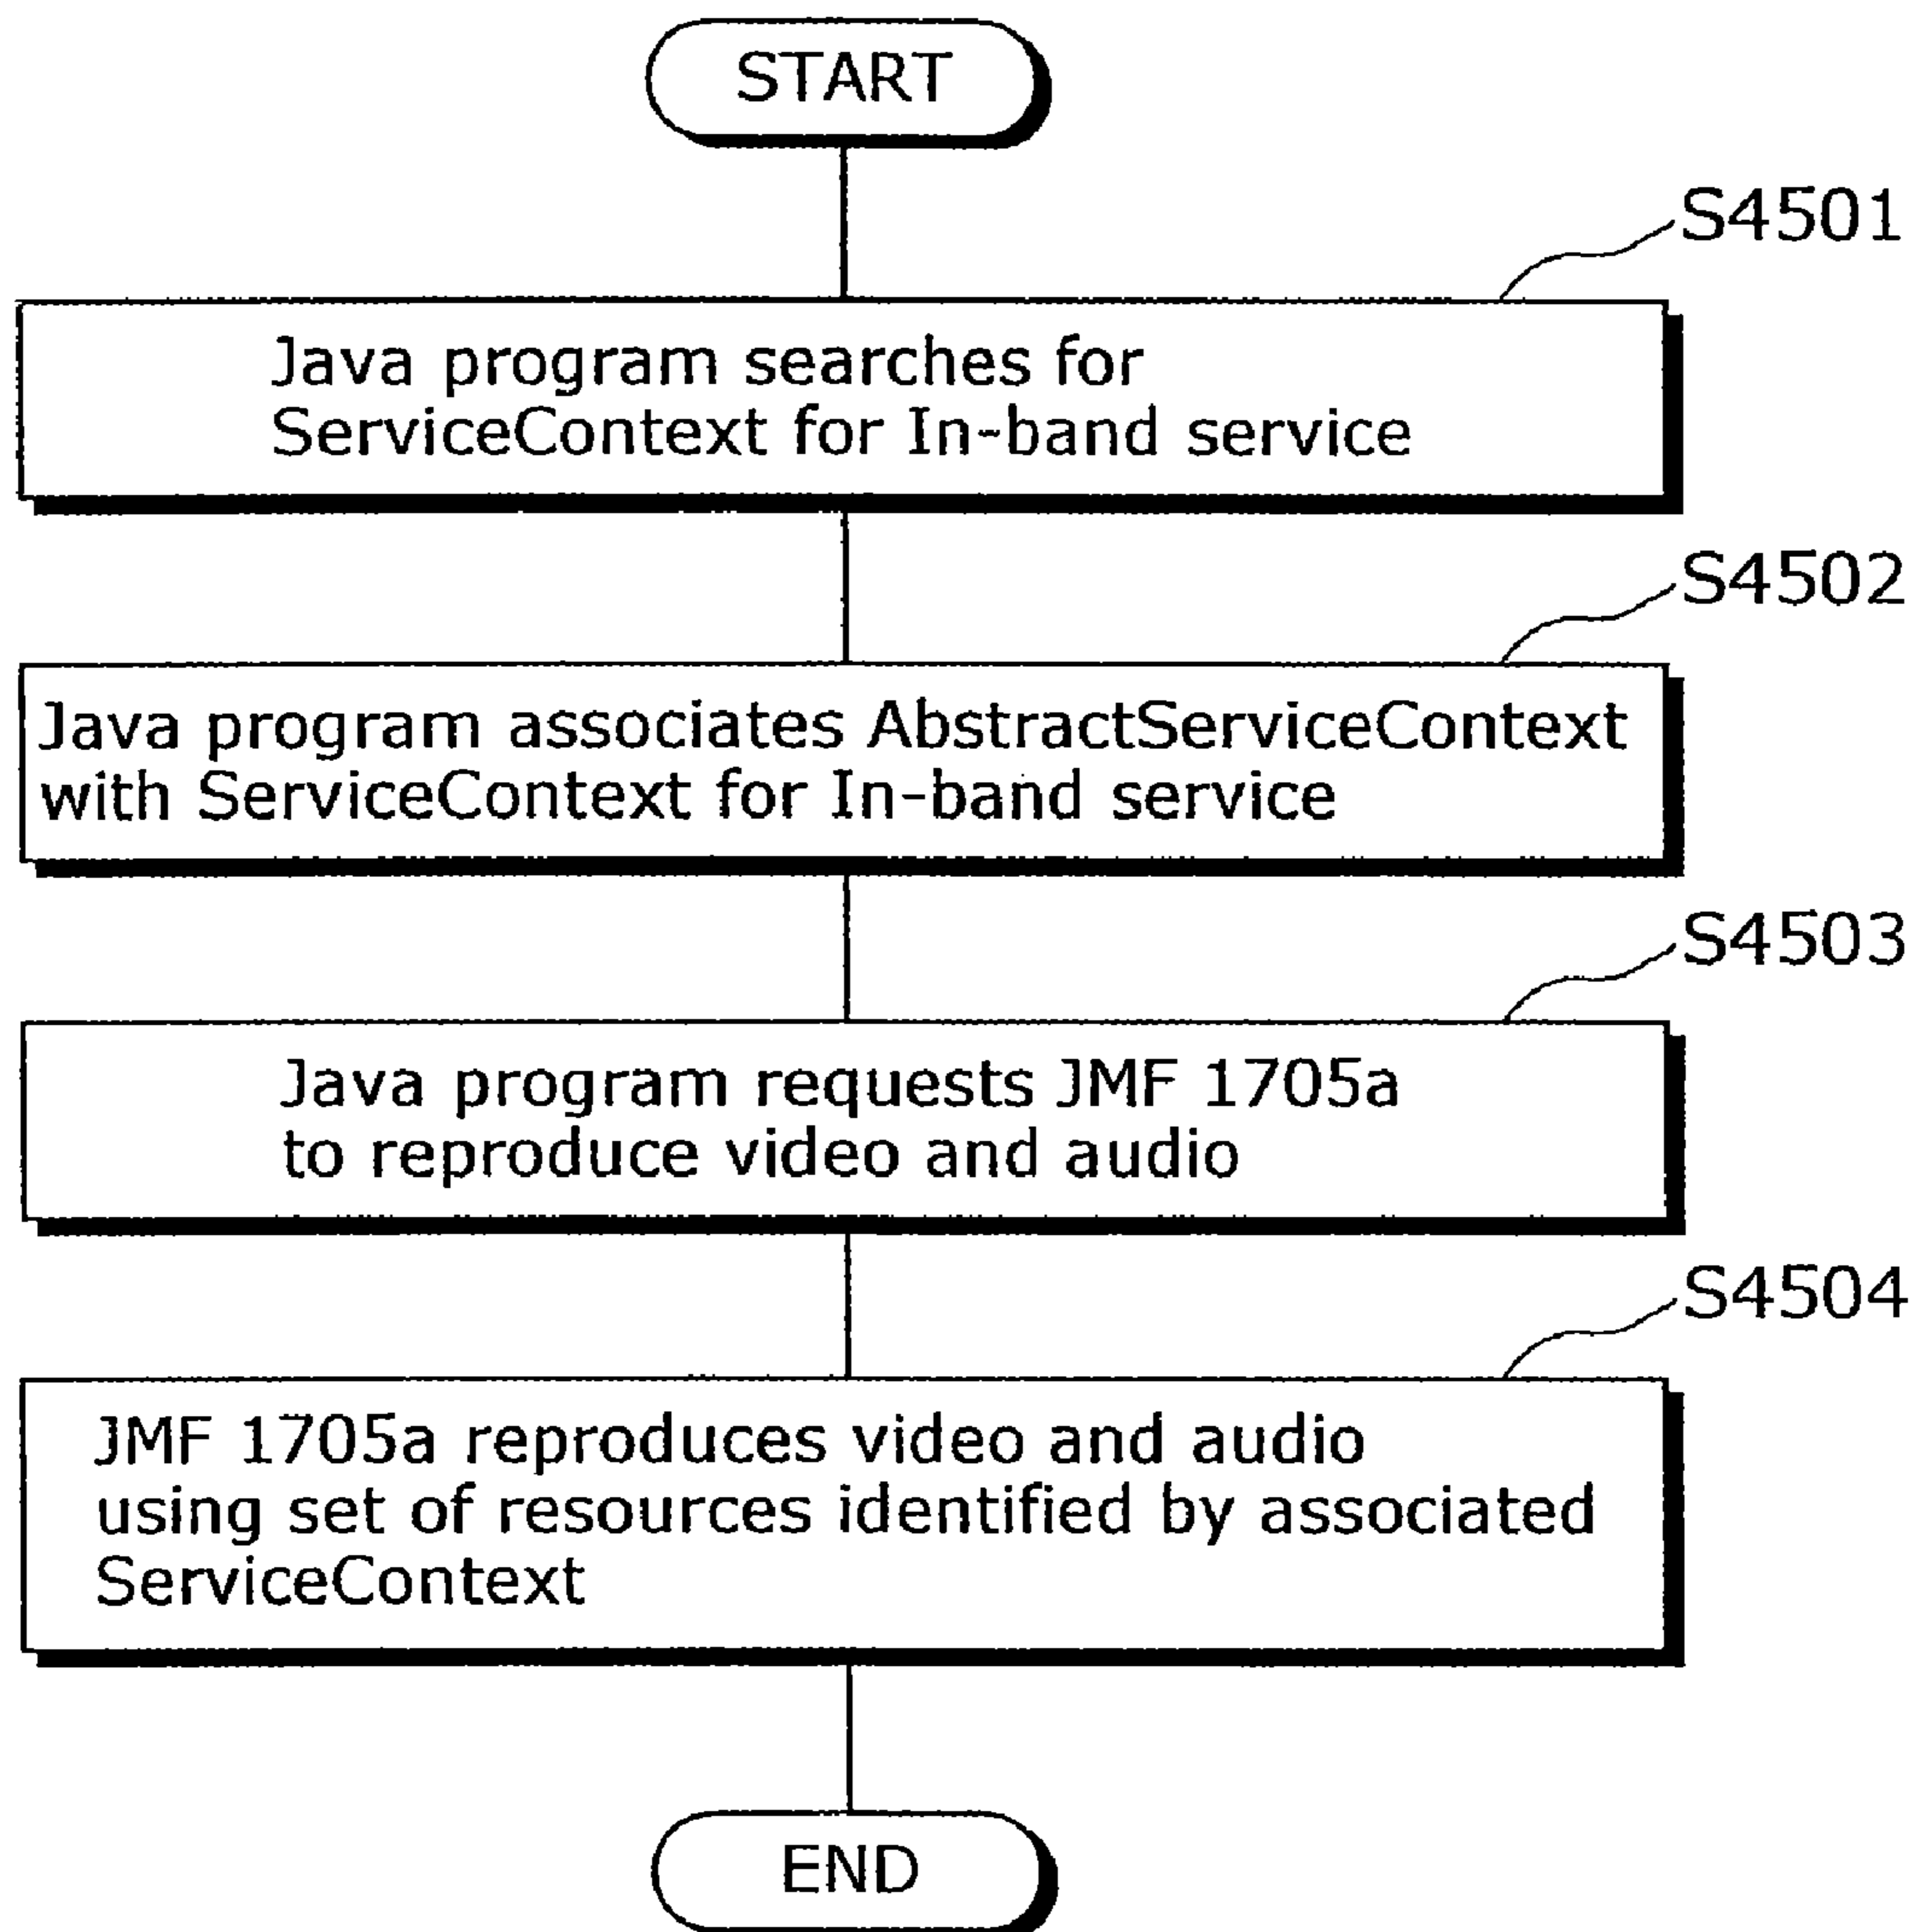 START
S4501
Java program searches for
ServiceContext for In-band service
S4502
Java program associates AbstractServiceContext
with ServiceContext for In-band service
S4503
Java program requests JMF 1705a
to reproduce video and audio
S4504
JMF 1705a reproduces video and audio
using set of resources identified by associated
ServiceContext
END